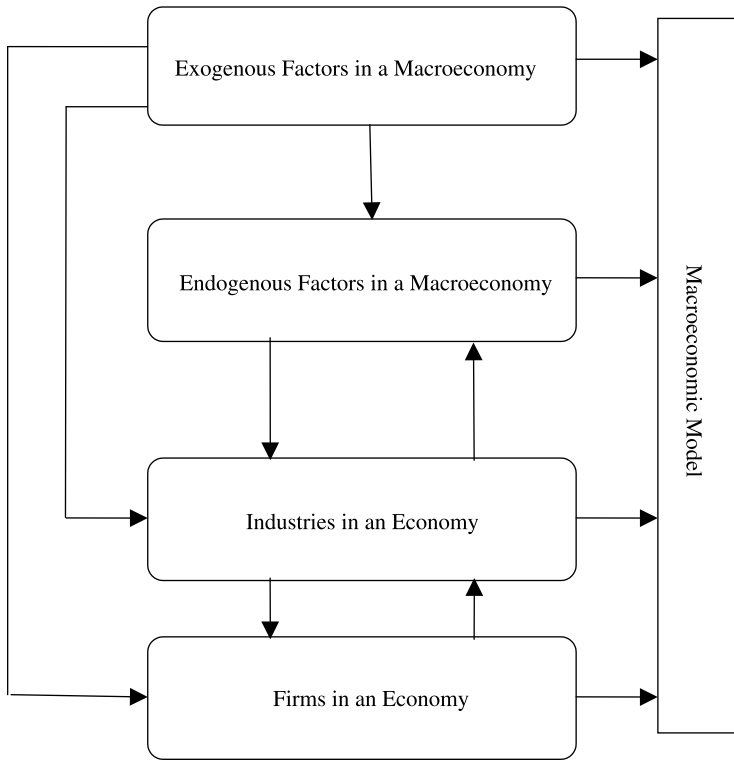 Exogenous Factors in a Macroeconomy
Endogenous Factors in a Macroeconomy
Industries in an Economy
Firms in an Economy
Macroeconomic Model